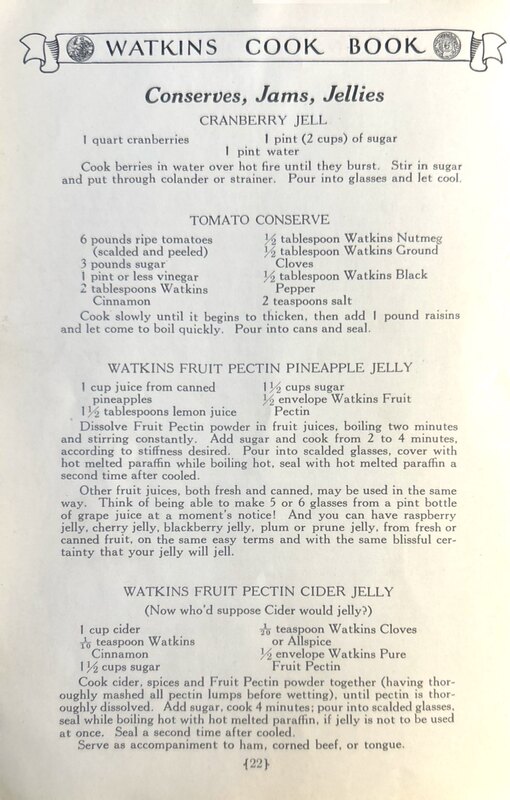 WATKINS COOK BOOK
Conserves, Jams, Jellies
CRANBERRY JELL
1 quart cranberries
1 pint (2 cups) of sugar
1 pint water
Cook berries in water over hot fire until they burst. Stir in sugar
and put through colander or strainer. Pour into glasses and let cool.
TOMATO CONSERVE
6 pounds ripe tomatoes
(scalded and peeled)
3 pounds sugar
1 pint or less vinegar
2 tablespoons Watkins
Cinnamon
½ tablespoon Watkins Nutmeg
½ tablespoon Watkins Ground
Cloves
½ tablespoon Watkins Black
Pepper
2 teaspoons salt
Cook slowly until it begins to thicken, then add 1 pound raisins
and let come to boil quickly. Pour into cans and seal.
WATKINS FRUIT PECTIN PINEAPPLE JELLY
1 cup juice from canned
pineapples
1½ tablespoons lemon juice
1½ cups sugar
½ envelope Watkins Fruit
Pectin
Dissolve Fruit Pectin powder in fruit juices, boiling two minutes
and stirring constantly. Add sugar and cook from 2 to 4 minutes,
according to stiffness desired. Pour into scalded glasses, cover with
hot melted paraffin while boiling hot, seal with hot melted paraffin a
second time after cooled.
Other fruit juices, both fresh and canned, may be used in the same
way. Think of being able to make 5 or 6 glasses from a pint bottle
of grape juice at a moment's notice! And you can have raspberry
jelly, cherry jelly, blackberry jelly, plum or prune jelly, from fresh or
canned fruit, on the same easy terms and with the same blissful cer-
tainty that your jelly will jell.
WATKINS FRUIT PECTIN CIDER JELLY
(Now who'd suppose Cider would jelly?)
1 cup cider
1/10 teaspoon Watkins
Cinnamon
1½ cups sugar
1/20 teaspoon Watkins Cloves
or Allspice
½ envelope Watkins Pure
Fruit Pectin
Cook cider, spices and Fruit Pectin powder together (having thor-
oughly mashed all pectin lumps before wetting), until pectin is thor-
oughly dissolved. Add sugar, cook 4 minutes; pour into scalded glasses,
seal while boiling hot with hot melted paraffin, if jelly is not to be used
at once. Seal a second time after cooled.
Serve as accompaniment to ham, corned beef, or tongue.
{22}